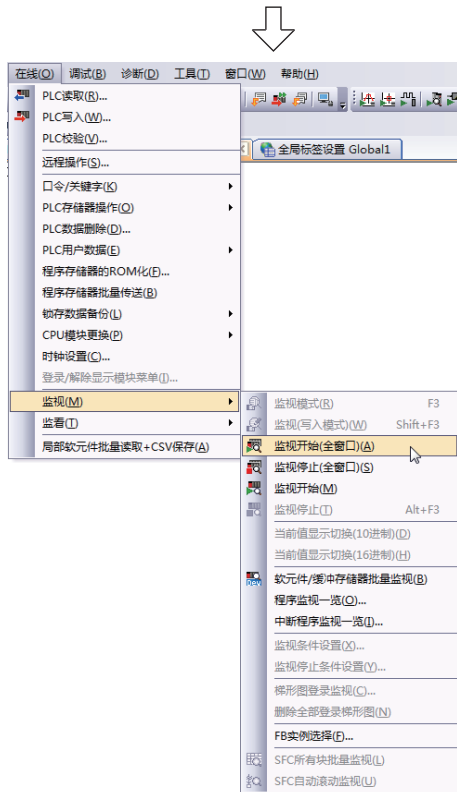 在线(O) 调试(B) 诊断(D) 工具(T) 窗口(W) 帮助(H)
PLC读取(R)...
PLC写入(W)...
PLC校验(V)...
全局标签设置 Global1
远程操作(S)...
口令/关键字(K)
PLC存储器操作(O)
PLC数据删除(D)...
PLC用户数据(E)
程序存储器的ROM化(F)...
程序存储器批量传送(B)
锁存数据备份(L)
CPU模块更换(P)
时钟设置(C)...
登录/解除显示模块菜单(I)...
监视(M)
监看(T)
局部软元件批量读取+CSV保存(A)
监视模式(R) F3
监视(写入模式)(W) Shift+F3
监视开始(全窗口)(A)
监视停止(全窗口)(S)
监视开始(M)
监视停止(T) Alt+F3
当前值显示切换(10进制)(D)
当前值显示切换(16进制)(H)
软元件/缓冲存储器批量监视(B)
程序监视一览(O)...
中断程序监视一览(I)...
监视条件设置(X)...
监视停止条件设置(Y)...
梯形图登录监视(C)...
删除全部登录梯形图(N)
FB实例选择(F)...
SFC所有块批量监视(L)
SFC自动滚动监视(U)